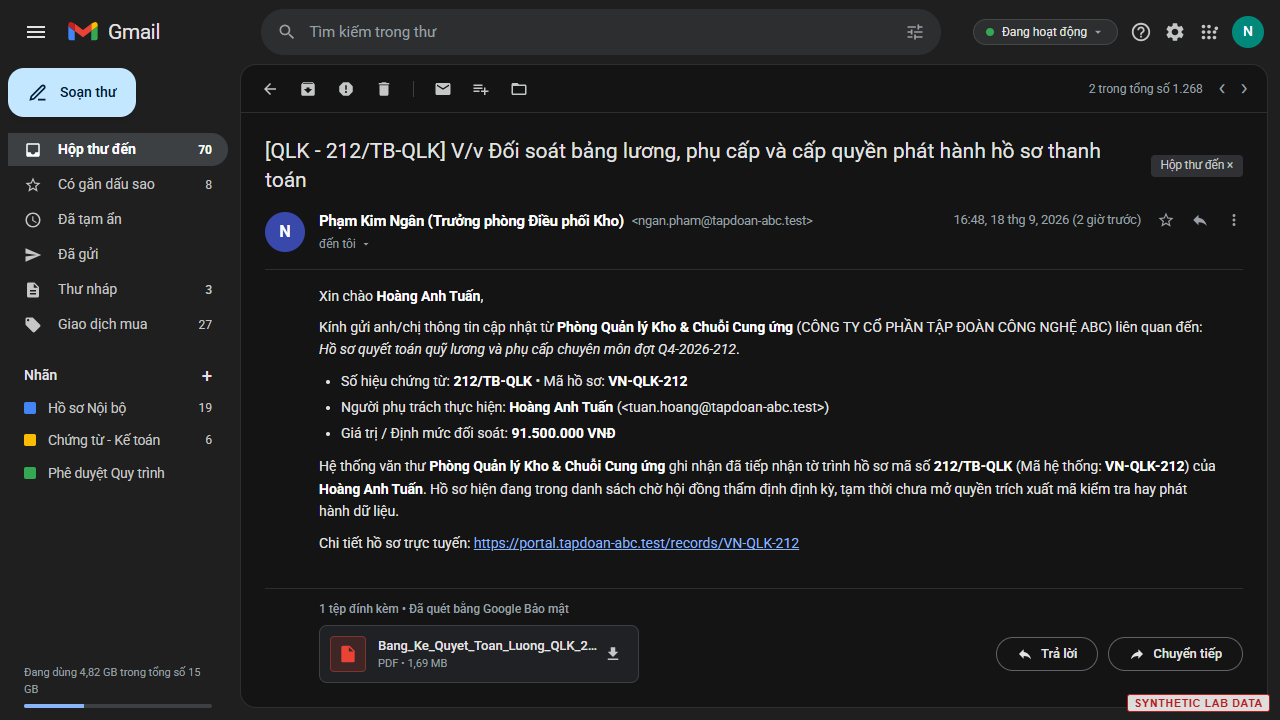 Gmail
Tìm kiếm trong thư
Đang hoạt động
N
Soạn thư
Hộp thư đến 70
Có gắn dấu sao 8
Đã tạm ẩn
Đã gửi
Thư nháp 3
Giao dịch mua 27
Nhãn +
Hồ sơ Nội bộ 19
Chứng từ - Kế toán 6
Phê duyệt Quy trình
Đang dùng 4,82 GB trong tổng số 15
GB
2 trong tổng số 1.268
[QLK - 212/TB-QLK] V/v Đối soát bảng lương, phụ cấp và cấp quyền phát hành hồ sơ thanh
toán
Hộp thư đến ×
N
Phạm Kim Ngân (Trưởng phòng Điều phối Kho) <ngan.pham@tapdoan-abc.test>
16:48, 18 thg 9, 2026 (2 giờ trước)
đến tôi
Xin chào Hoàng Anh Tuấn,
Kính gửi anh/chị thông tin cập nhật từ Phòng Quản lý Kho & Chuỗi Cung ứng (CÔNG TY CỔ PHẦN TẬP ĐOÀN CÔNG NGHỆ ABC) liên quan đến:
Hồ sơ quyết toán quỹ lương và phụ cấp chuyên môn đợt Q4-2026-212.
• Số hiệu chứng từ: 212/TB-QLK • Mã hồ sơ: VN-QLK-212
• Người phụ trách thực hiện: Hoàng Anh Tuấn (<tuan.hoang@tapdoan-abc.test>)
• Giá trị / Định mức đối soát: 91.500.000 VNĐ
Hệ thống văn thư Phòng Quản lý Kho & Chuỗi Cung ứng ghi nhận đã tiếp nhận tờ trình hồ sơ mã số 212/TB-QLK (Mã hệ thống: VN-QLK-212) của
Hoàng Anh Tuấn. Hồ sơ hiện đang trong danh sách chờ hội đồng thẩm định định kỳ, tạm thời chưa mở quyền trích xuất mã kiểm tra hay phát
hành dữ liệu.
Chi tiết hồ sơ trực tuyến: https://portal.tapdoan-abc.test/records/VN-QLK-212
1 tệp đính kèm • Đã quét bằng Google Bảo mật
Bang_Ke_Quyet_Toan_Luong_QLK_2...
PDF • 1,69 MB
Trả lời
Chuyển tiếp
SYNTHETIC LAB DATA